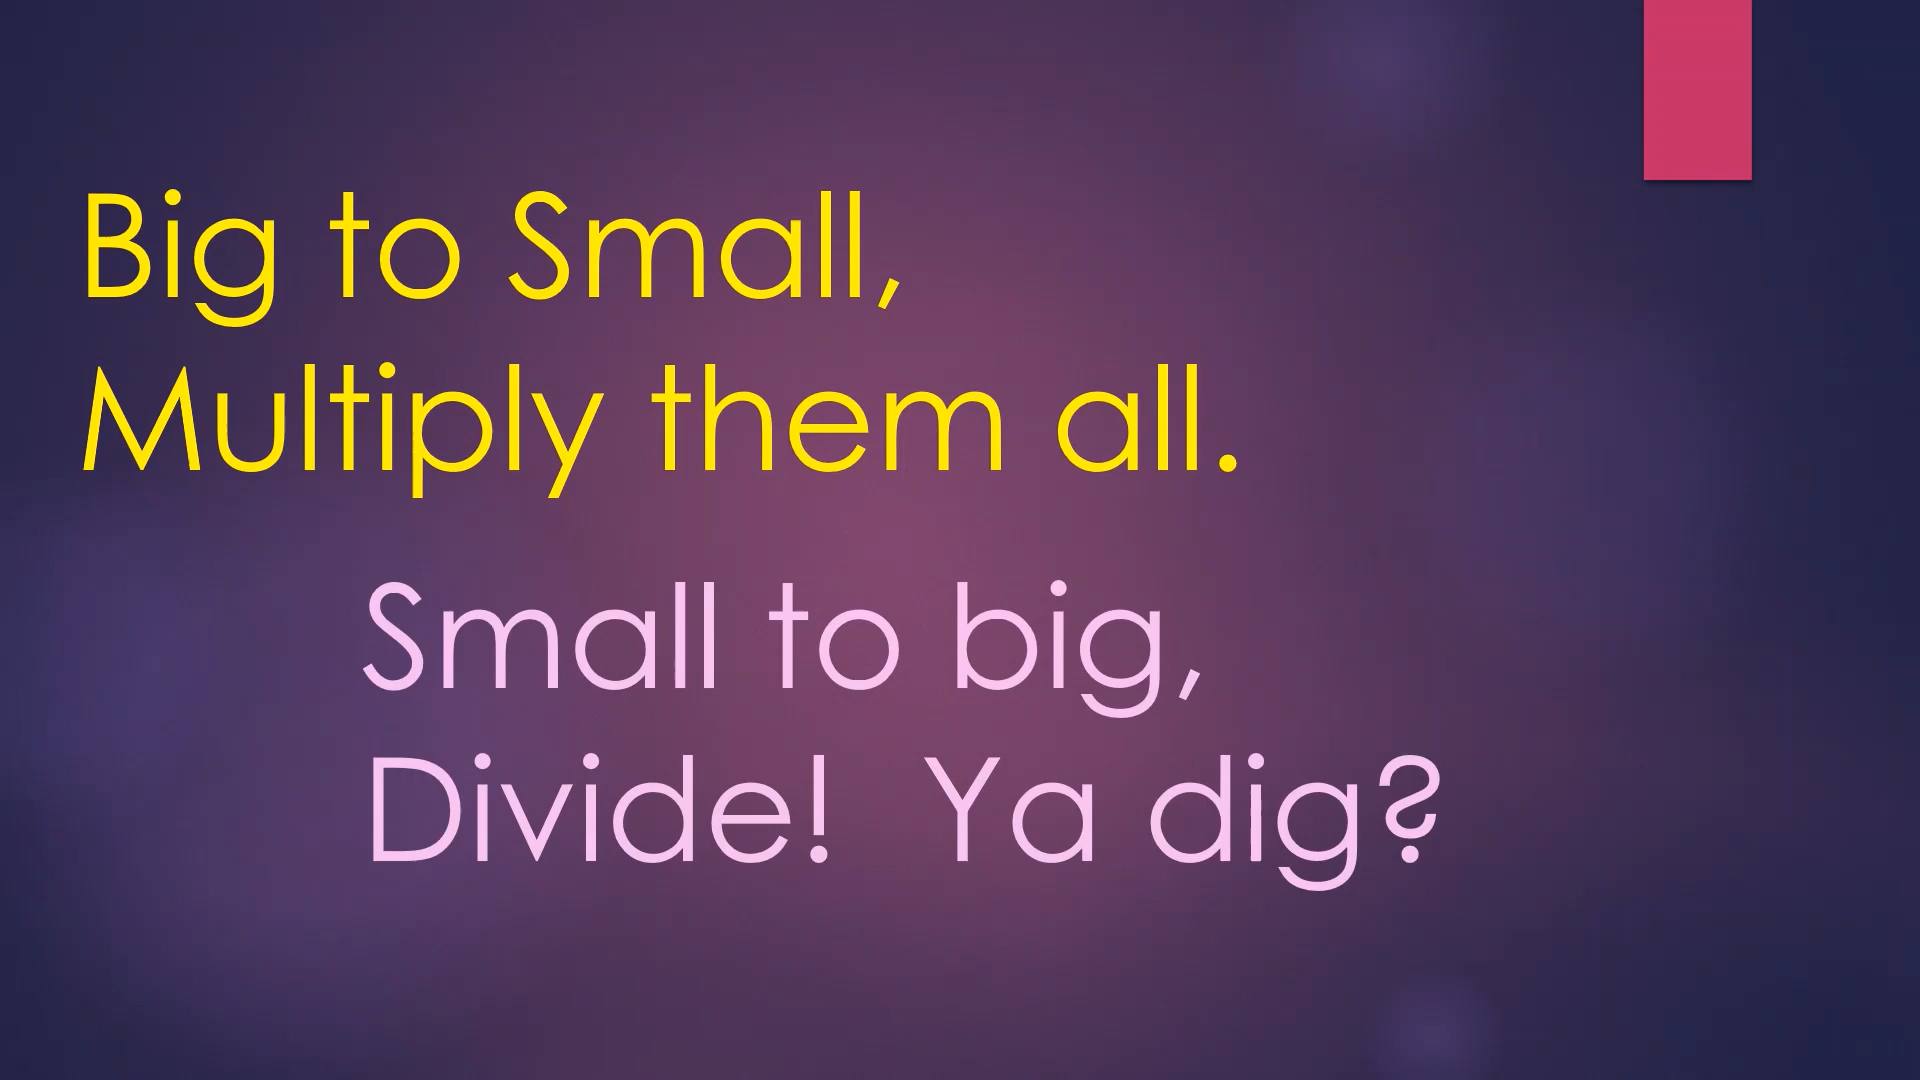 Big to Small,
Multiply them all.
Small to big,
Divide!  Ya dig?